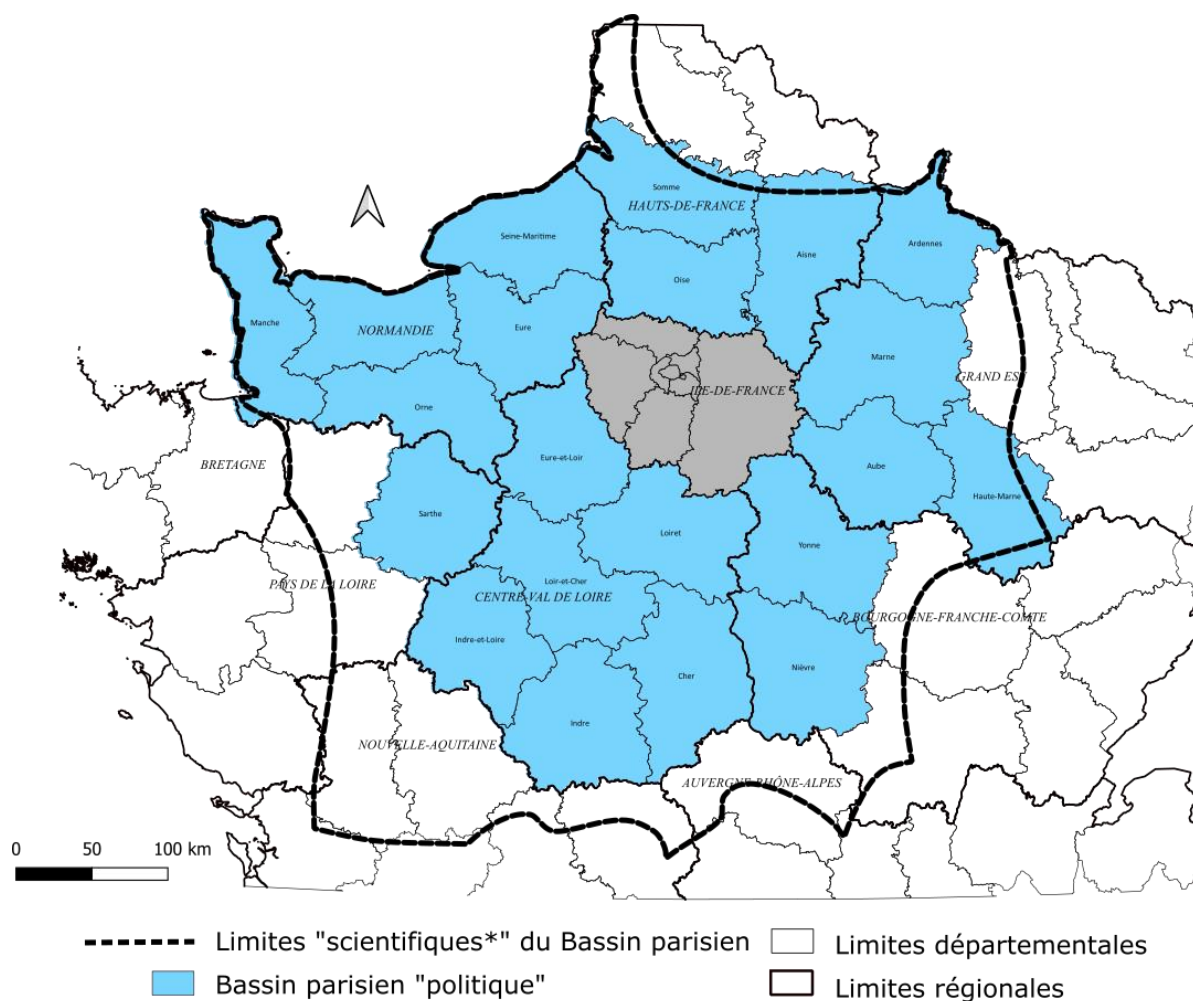 Somme
HAUTS-DE-FRANCE
Seine-Maritime
Aisne
Ardennes
Oise
Manche
NORMANDIE
Eure
Marne
GRAND ES
ILE-DE-FRANCE
Orne
BRETAGNE
Eure-et-Loir
Aube
Haute-Marne
Sarthe
Loiret
Yonne
PAYS DE LA LOIRE
Loir-et-Cher
CENTRE-VAL DE LOIRE
BOURGOGNE-FRANCHE-COMTE
Indre-et-Loire
Nièvre
Cher
Indre
NOUVELLE-AQUITAINE
AUVERGNE-RHÔNE-ALPES
0 50 100 km
Limites "scientifiques*" du Bassin parisien
Limites départementales
Bassin parisien "politique"
Limites régionales